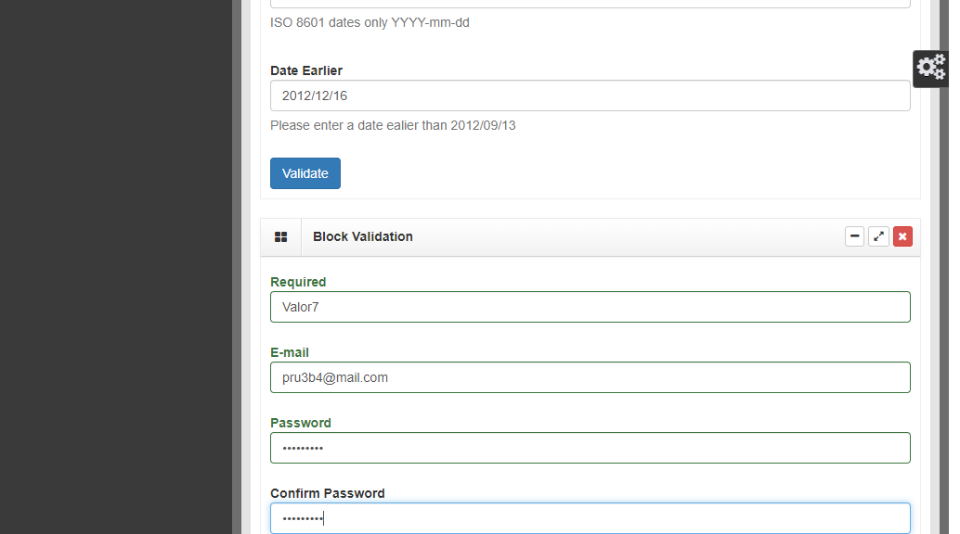 ISO 8601 dates only YYYY-mm-dd
Date Earlier
2012/12/16
Please enter a date ealier than 2012/09/13
Validate
Block Validation
Required
Valor7
E-mail
pru3b4@mail.com
Password
•••••••••
Confirm Password
•••••••••